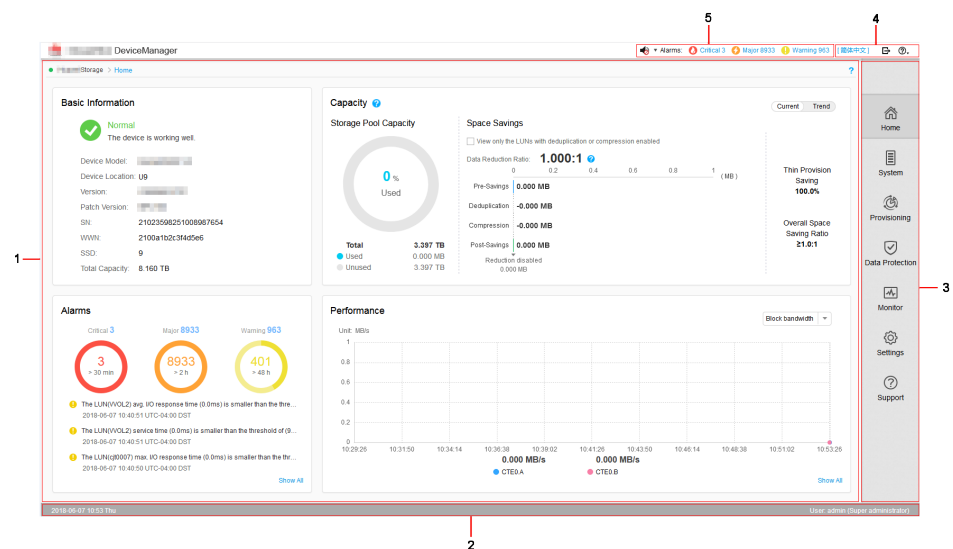 5
4
DeviceManager
Alarms: Critical 3 Major 8933 Warning 963 | 简体中文 |
Storage > Home
?
Basic Information
Normal
The device is working well.
Device Model:
Device Location: U9
Version:
Patch Version:
SN: 21023598251008987654
WWN: 2100a1b2c3f4d5e6
SSD: 9
Total Capacity: 8.160 TB
Capacity ?
Current Trend
Storage Pool Capacity
0 %
Used
Total 3.397 TB
Used 0.000 MB
Unused 3.397 TB
Space Savings
View only the LUNs with deduplication or compression enabled
Data Reduction Ratio: 1.000:1 ?
0 0.2 0.4 0.6 0.8 1 (MB)
Pre-Savings 0.000 MB
Deduplication -0.000 MB
Compression -0.000 MB
Post-Savings 0.000 MB
Reduction disabled
0.000 MB
Thin Provision
Saving
100.0%
Overall Space
Saving Ratio
≥1.0:1
Home
System
Provisioning
Data Protection
Monitor
Settings
Support
1
3
Alarms
Critical 3 Major 8933 Warning 963
3
> 30 min
8933
> 2 h
401
> 48 h
The LUN(VVOL2) avg. I/O response time (0.0ms) is smaller than the thre...
2018-06-07 10:40:51 UTC-04:00 DST
The LUN(VVOL2) service time (0.0ms) is smaller than the threshold of (9...
2018-06-07 10:40:51 UTC-04:00 DST
The LUN(cjt0007) max. I/O response time (0.0ms) is smaller than the thr...
2018-06-07 10:40:50 UTC-04:00 DST
Show All
Performance
Block bandwidth
Unit: MB/s
1
0.8
0.6
0.4
0.2
0
10:29:26 10:31:50 10:34:14 10:36:38 10:39:02 10:41:26 10:43:50 10:46:14 10:48:38 10:51:02 10:53:26
0.000 MB/s 0.000 MB/s
CTE0.A CTE0.B
Show All
2018-06-07 10:53 Thu
User: admin (Super administrator)
2